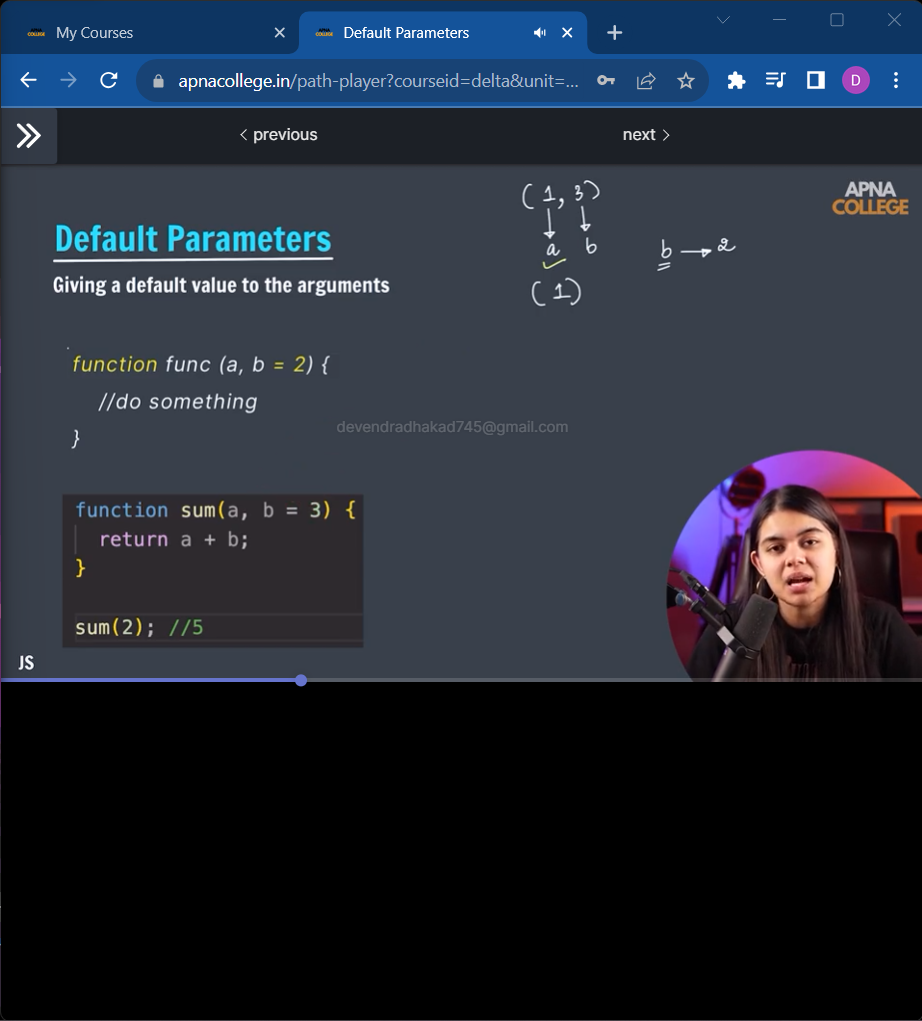 My Courses
Default Parameters
apnacollege.in/path-player?courseid=delta&unit=...
D
< previous
next >
APNA
COLLEGE
(1, 3)
a b
b → 2
(1)
Default Parameters
Giving a default value to the arguments
function func (a, b = 2) {
//do something
}
devendradhakad745@gmail.com
function sum(a, b = 3) {
return a + b;
}
sum(2); //5
JS